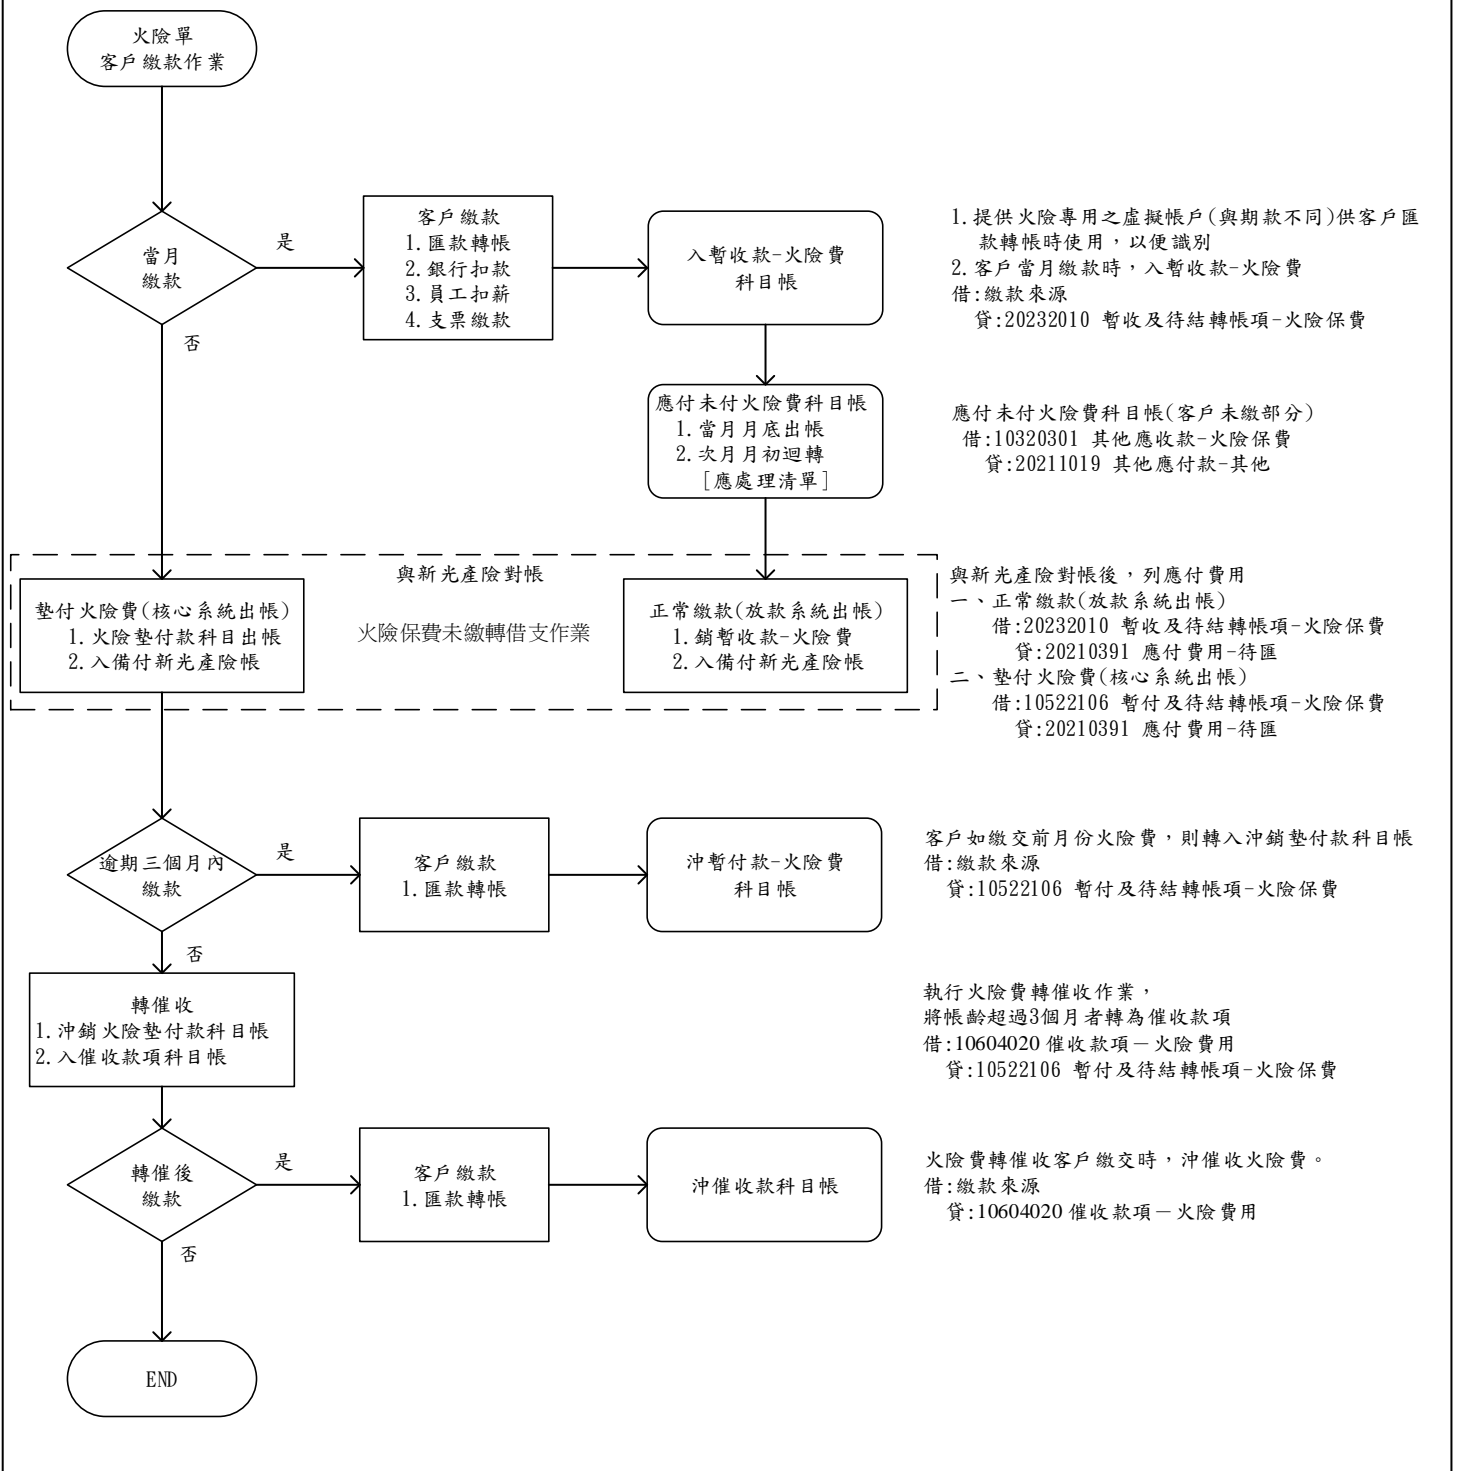 火險單
客戶繳款作業
當月
繳款
是
否
客戶繳款
1.匯款轉帳
2.銀行扣款
3.員工扣薪
4.支票繳款
入暫收款-火險費
科目帳
1.提供火險專用之虛擬帳戶(與期款不同)供客戶匯
款轉帳時使用，以便識別
2.客戶當月繳款時，入暫收款-火險費
借:繳款來源
貸:20232010 暫收及待結轉帳項-火險保費
應付未付火險費科目帳
1.當月月底出帳
2.次月月初迴轉
[應處理清單]
應付未付火險費科目帳(客戶未繳部分)
借:10320301 其他應收款-火險保費
貸:20211019 其他應付款-其他
與新光產險對帳
火險保費未繳轉借支作業
墊付火險費(核心系統出帳)
1.火險墊付款科目出帳
2.入備付新光產險帳
正常繳款(放款系統出帳)
1.銷暫收款-火險費
2.入備付新光產險帳
與新光產險對帳後，列應付費用
一、正常繳款(放款系統出帳)
借:20232010 暫收及待結轉帳項-火險保費
貸:20210391 應付費用-待匯
二、墊付火險費(核心系統出帳)
借:10522106 暫付及待結轉帳項-火險保費
貸:20210391 應付費用-待匯
逾期三個月內
繳款
是
否
客戶繳款
1.匯款轉帳
沖暫付款-火險費
科目帳
客戶如繳交前月份火險費，則轉入沖銷墊付款科目帳
借:繳款來源
貸:10522106 暫付及待結轉帳項-火險保費
轉催收
1.沖銷火險墊付款科目帳
2.入催收款項科目帳
執行火險費轉催收作業，
將帳齡超過3個月者轉為催收款項
借:10604020 催收款項－火險費用
貸:10522106 暫付及待結轉帳項-火險保費
轉催後
繳款
是
否
客戶繳款
1.匯款轉帳
沖催收款科目帳
火險費轉催收客戶繳交時，沖催收火險費。
借:繳款來源
貸:10604020 催收款項－火險費用
END